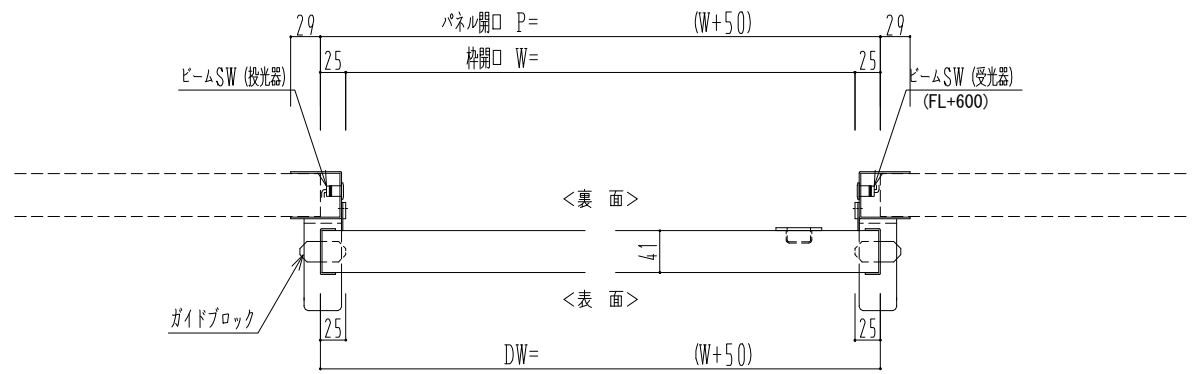 29 パネル開口 P= (W+50) 29
25 枠開口 W= 25
ビームSW (投光器) ビームSW (受光器)
(FL+600)
<裏 面>
41
<表 面>
ガイドブロック
25 25
DW= (W+50)